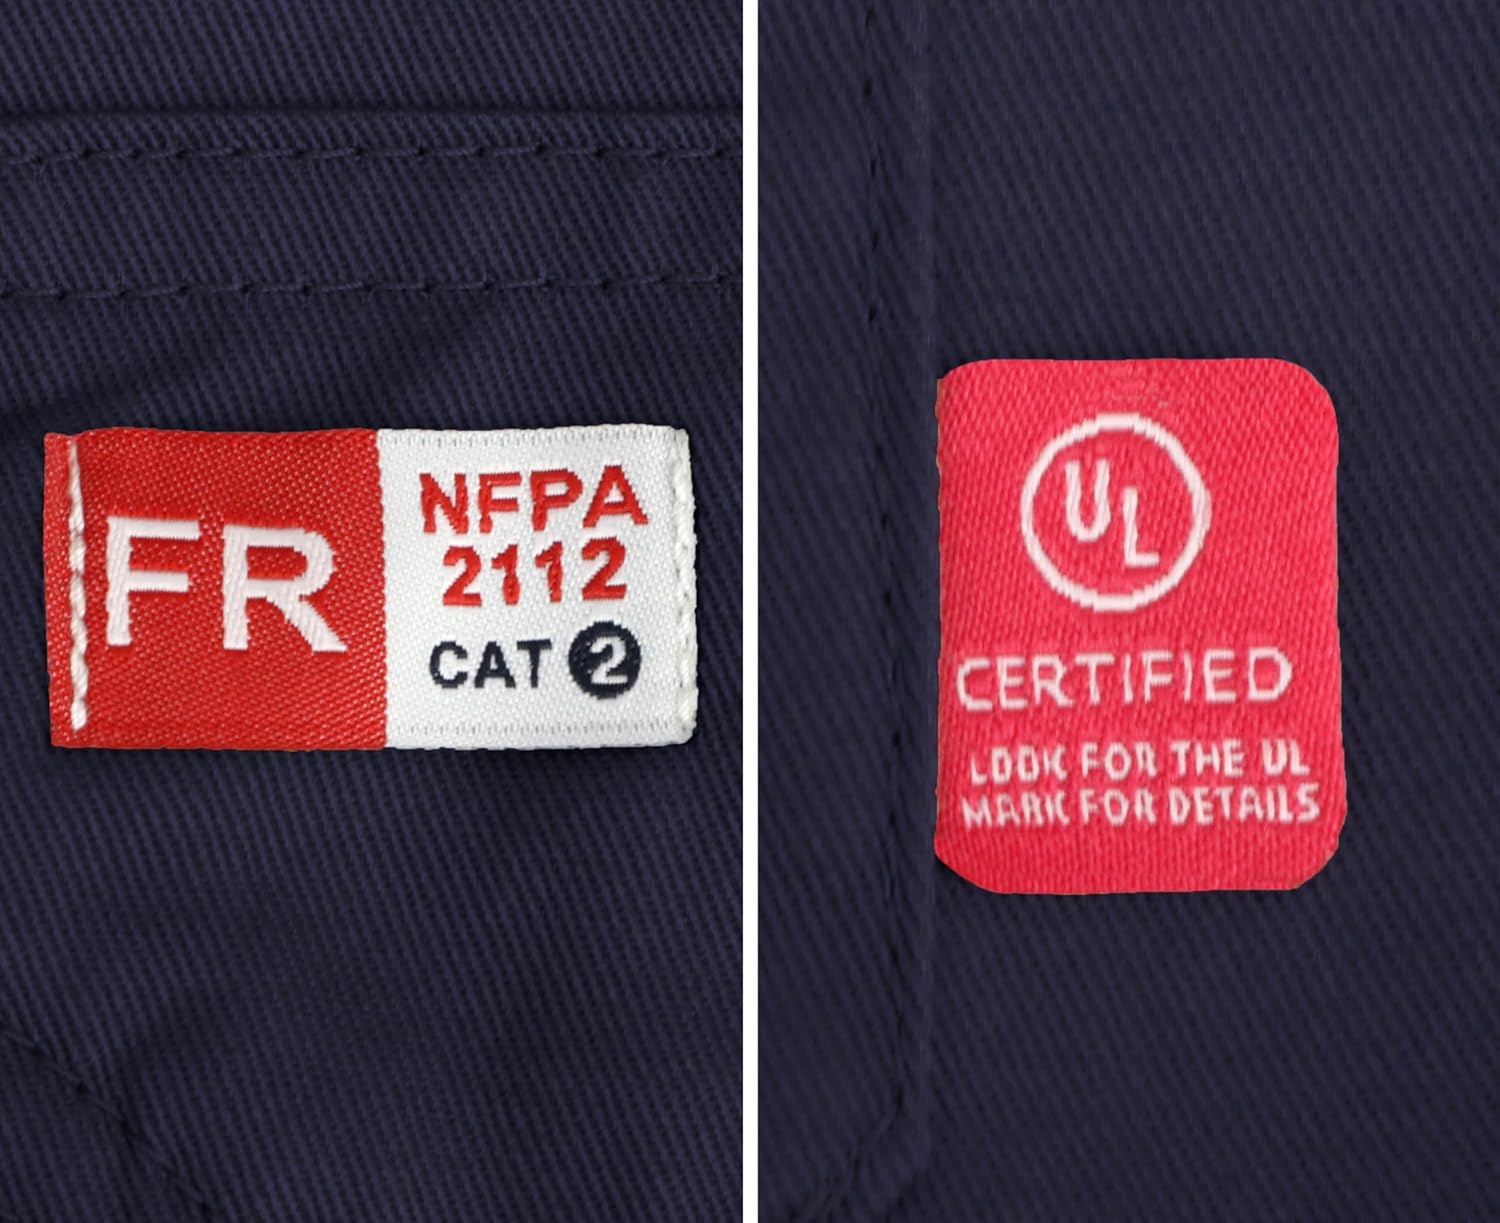 FR
NFPA
2112
CAT 2
UL
CERTIFIED
LOOK FOR THE UL
MARK FOR DETAILS